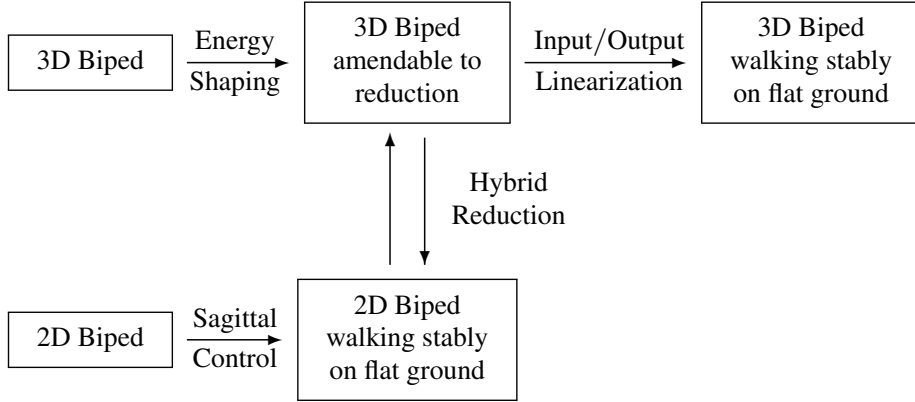 3D Biped
Energy
Shaping
3D Biped
amendable to
reduction
Input/Output
Linearization
3D Biped
walking stably
on flat ground
Hybrid
Reduction
2D Biped
Sagittal
Control
2D Biped
walking stably
on flat ground